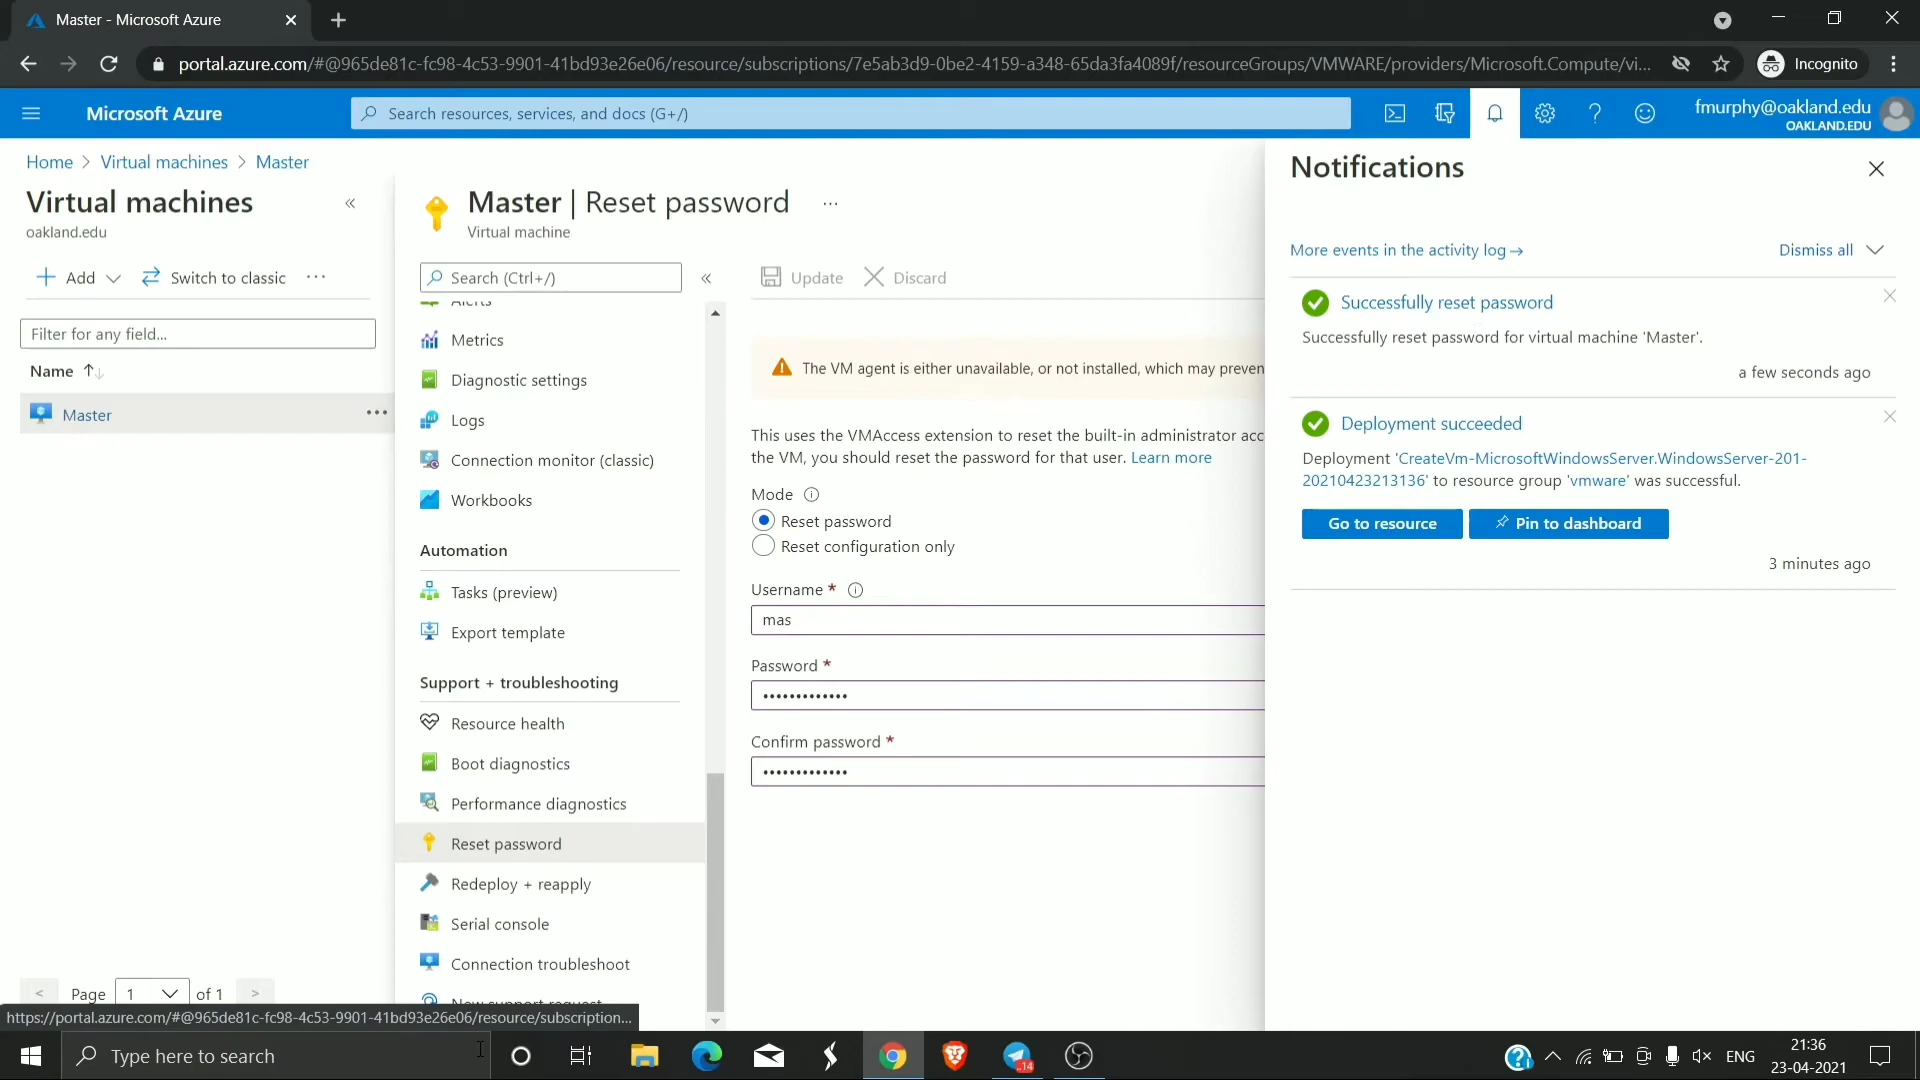 Master - Microsoft Azure
portal.azure.com/#@965de81c-fc98-4c53-9901-41bd93e26e06/resource/subscriptions/7e5ab3d9-0be2-4159-a348-65da3fa4089f/resourceGroups/VMWARE/providers/Microsoft.Compute/vi...
Incognito
Microsoft Azure
Search resources, services, and docs (G+/)
fmurphy@oakland.edu
OAKLAND.EDU
Home > Virtual machines > Master
Virtual machines
oakland.edu
Add
Switch to classic
Filter for any field...
Name
Master
Page 1 of 1
Master | Reset password
Virtual machine
Search (Ctrl+/)
Alerts
Metrics
Diagnostic settings
Logs
Connection monitor (classic)
Workbooks
Automation
Tasks (preview)
Export template
Support + troubleshooting
Resource health
Boot diagnostics
Performance diagnostics
Reset password
Redeploy + reapply
Serial console
Connection troubleshoot
New support request
Update
Discard
The VM agent is either unavailable, or not installed, which may preven
This uses the VMAccess extension to reset the built-in administrator acc
the VM, you should reset the password for that user. Learn more
Mode
Reset password
Reset configuration only
Username *
mas
Password *
•••••••••••••
Confirm password *
•••••••••••••
Notifications
More events in the activity log→
Dismiss all
Successfully reset password
Successfully reset password for virtual machine 'Master'.
a few seconds ago
Deployment succeeded
Deployment 'CreateVm-MicrosoftWindowsServer.WindowsServer-201-
20210423213136' to resource group 'vmware' was successful.
Go to resource
Pin to dashboard
3 minutes ago
https://portal.azure.com/#@965de81c-fc98-4c53-9901-41bd93e26e06/resource/subscription...
Type here to search
14
ENG
21:36
23-04-2021